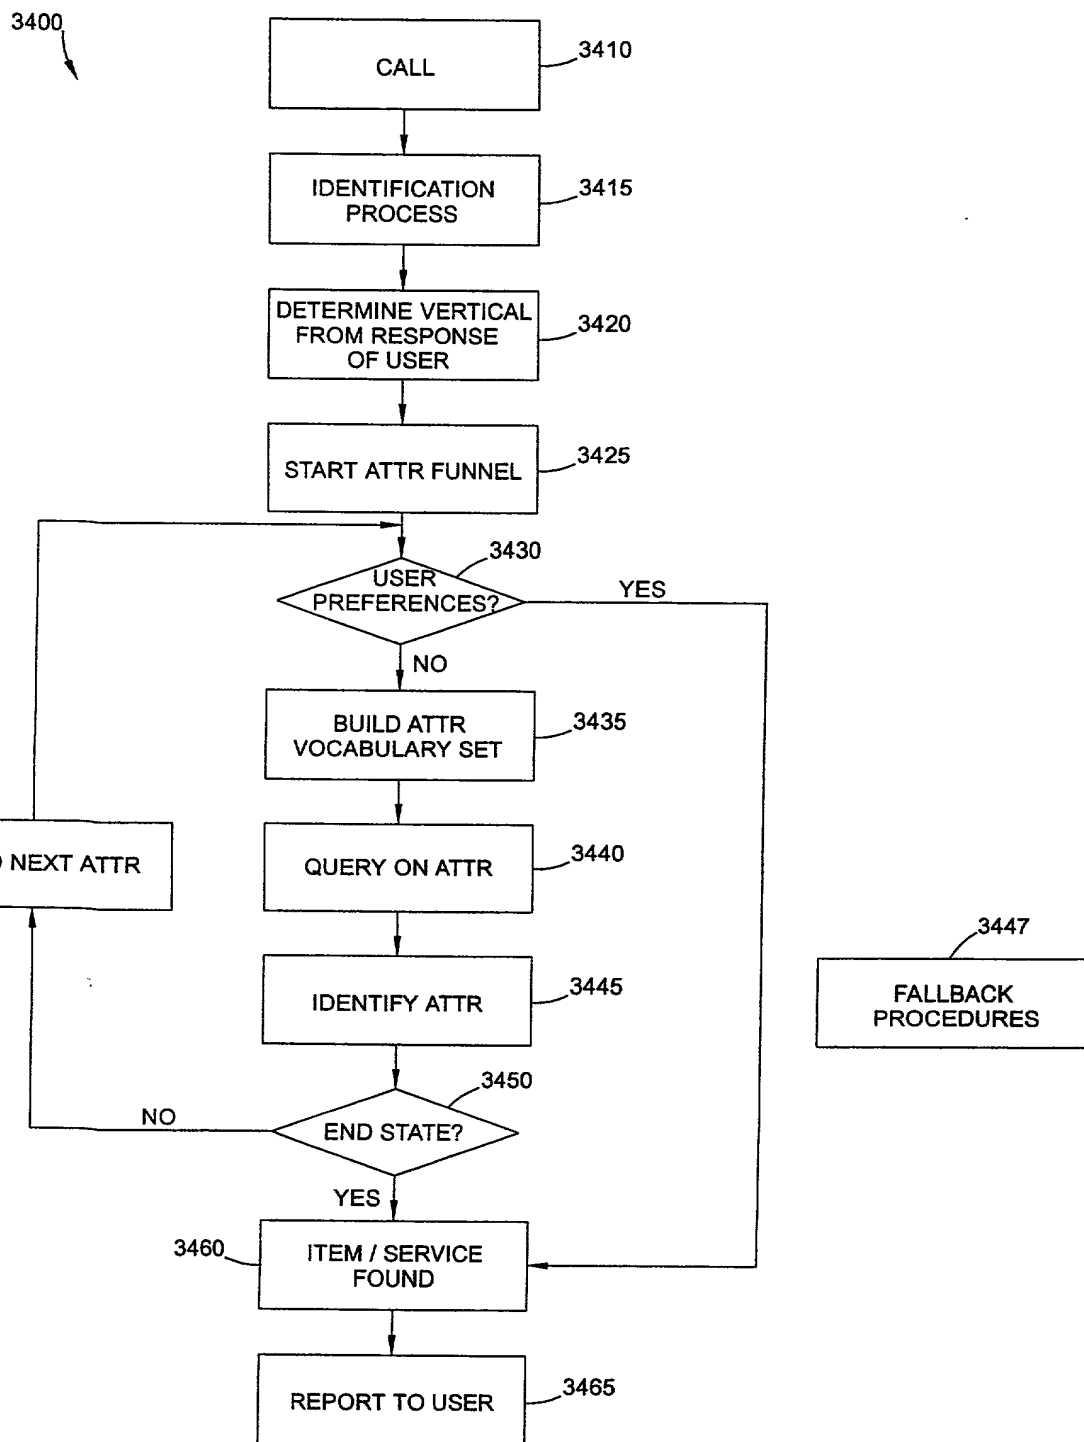 3400
CALL
3410
IDENTIFICATION
PROCESS
3415
DETERMINE VERTICAL
FROM RESPONSE
OF USER
3420
START ATTR FUNNEL
3425
USER
PREFERENCES?
3430
YES
NO
BUILD ATTR
VOCABULARY SET
3435
NEXT ATTR
QUERY ON ATTR
3440
IDENTIFY ATTR
3445
3447
FALLBACK
PROCEDURES
END STATE?
3450
NO
YES
3460
ITEM / SERVICE
FOUND
REPORT TO USER
3465